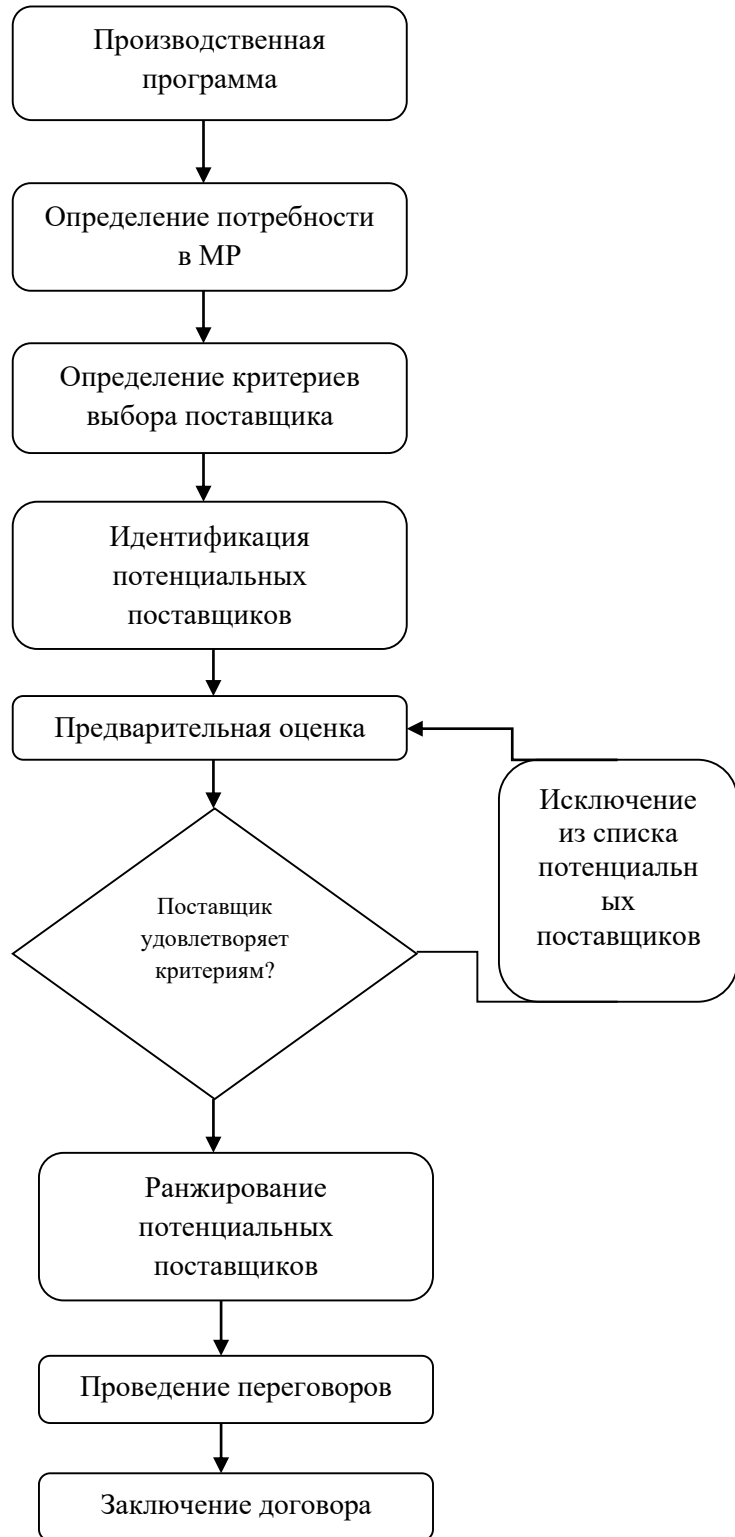 Производственная
программа
Определение потребности
в МР
Определение критериев
выбора поставщика
Идентификация
потенциальных
поставщиков
Предварительная оценка
Исключение
из списка
потенциальн
ых
поставщиков
Поставщик
удовлетворяет
критериям?
Ранжирование
потенциальных
поставщиков
Проведение переговоров
Заключение договора